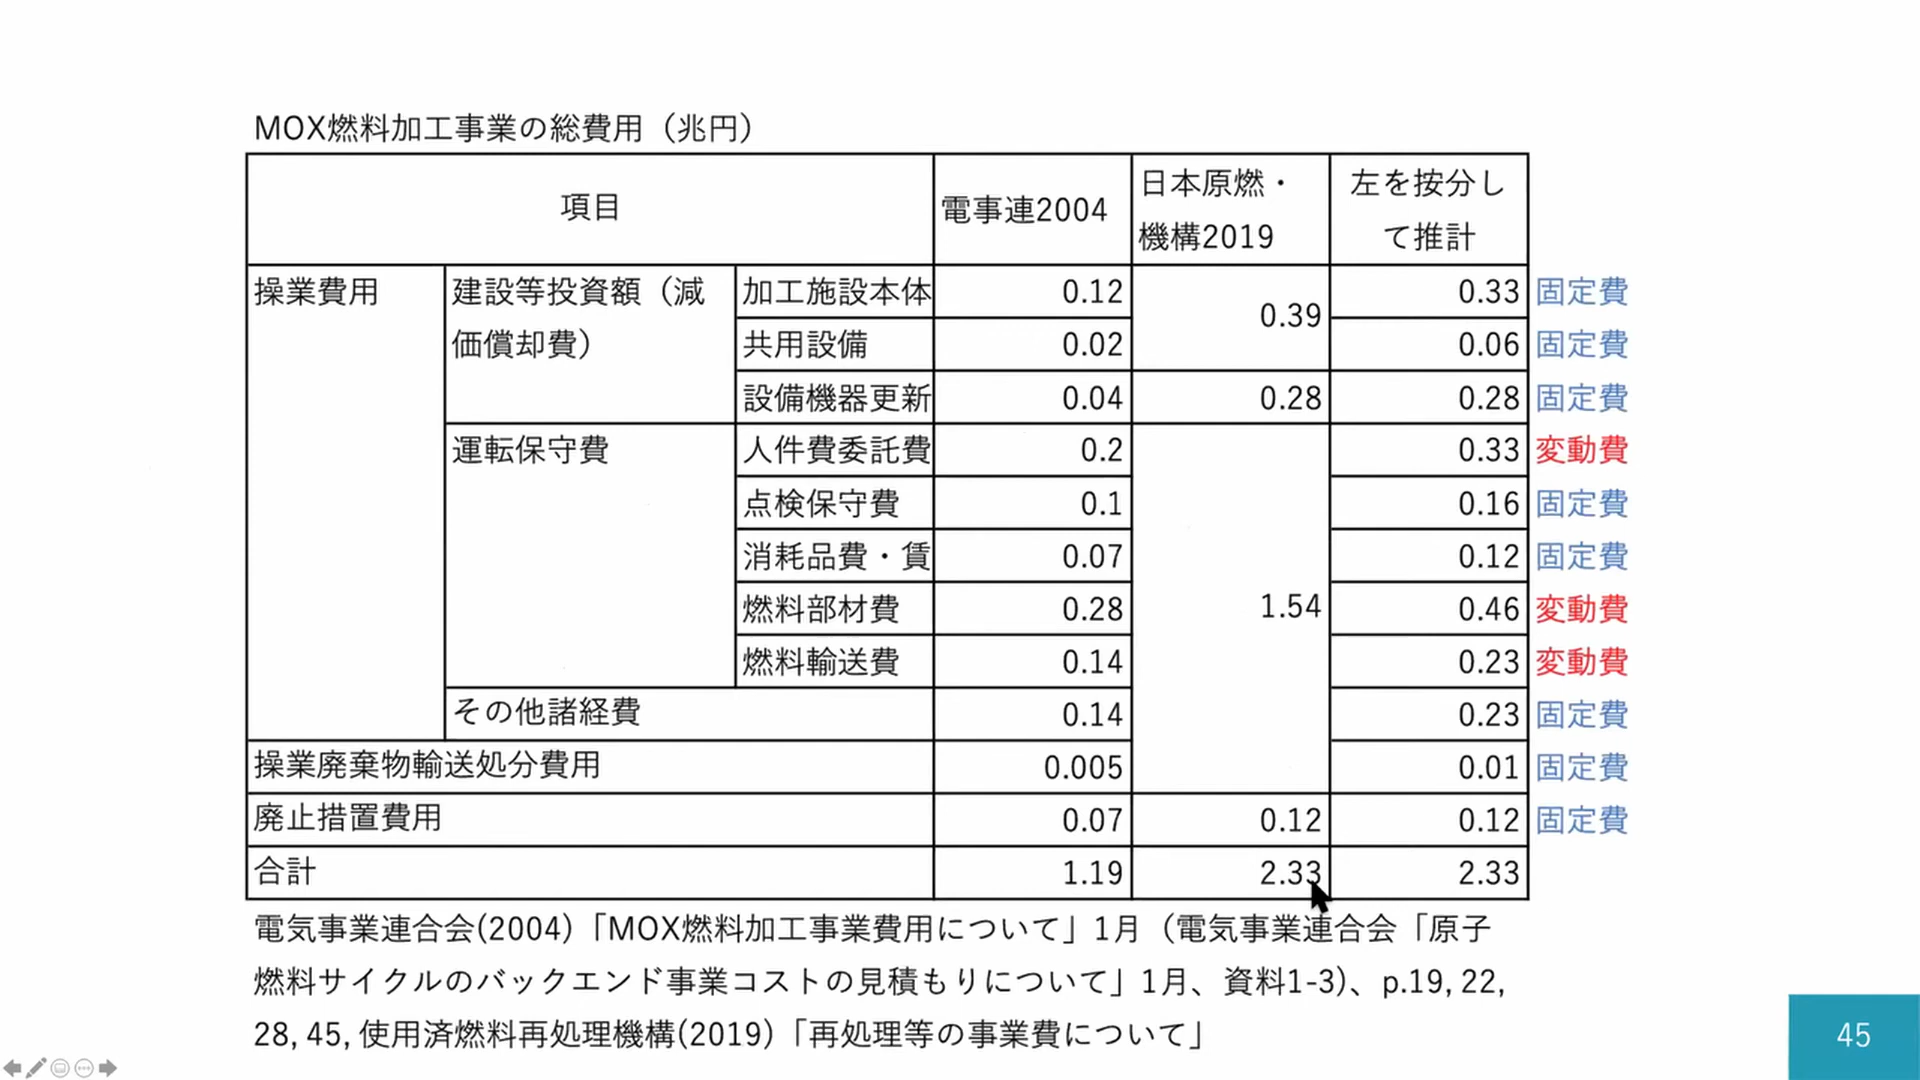 MOX燃料加工事業の総費用（兆円）
項目 電事連2004 日本原燃・機構2019 左を按分して推計
操業費用 建設等投資額（減価償却費） 加工施設本体 0.12 0.39 0.33 固定費
共用設備 0.02 0.06 固定費
設備機器更新 0.04 0.28 0.28 固定費
運転保守費 人件費委託費 0.2 1.54 0.33 変動費
点検保守費 0.1 0.16 固定費
消耗品費・賃 0.07 0.12 固定費
燃料部材費 0.28 0.46 変動費
燃料輸送費 0.14 0.23 変動費
その他諸経費 0.14 0.23 固定費
操業廃棄物輸送処分費用 0.005 0.01 固定費
廃止措置費用 0.07 0.12 0.12 固定費
合計 1.19 2.33 2.33
電気事業連合会(2004)「MOX燃料加工事業費用について」1月（電気事業連合会「原子
燃料サイクルのバックエンド事業コストの見積もりについて」1月、資料1-3）、p.19, 22,
28, 45, 使用済燃料再処理機構(2019)「再処理等の事業費について」
45